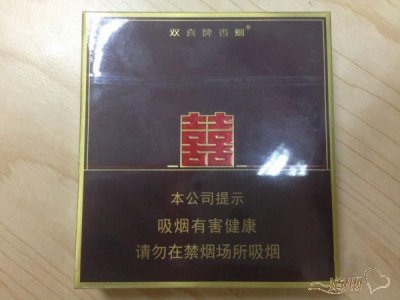 双喜牌香烟
囍
本公司提示
吸烟有害健康
请勿在禁烟场所吸烟